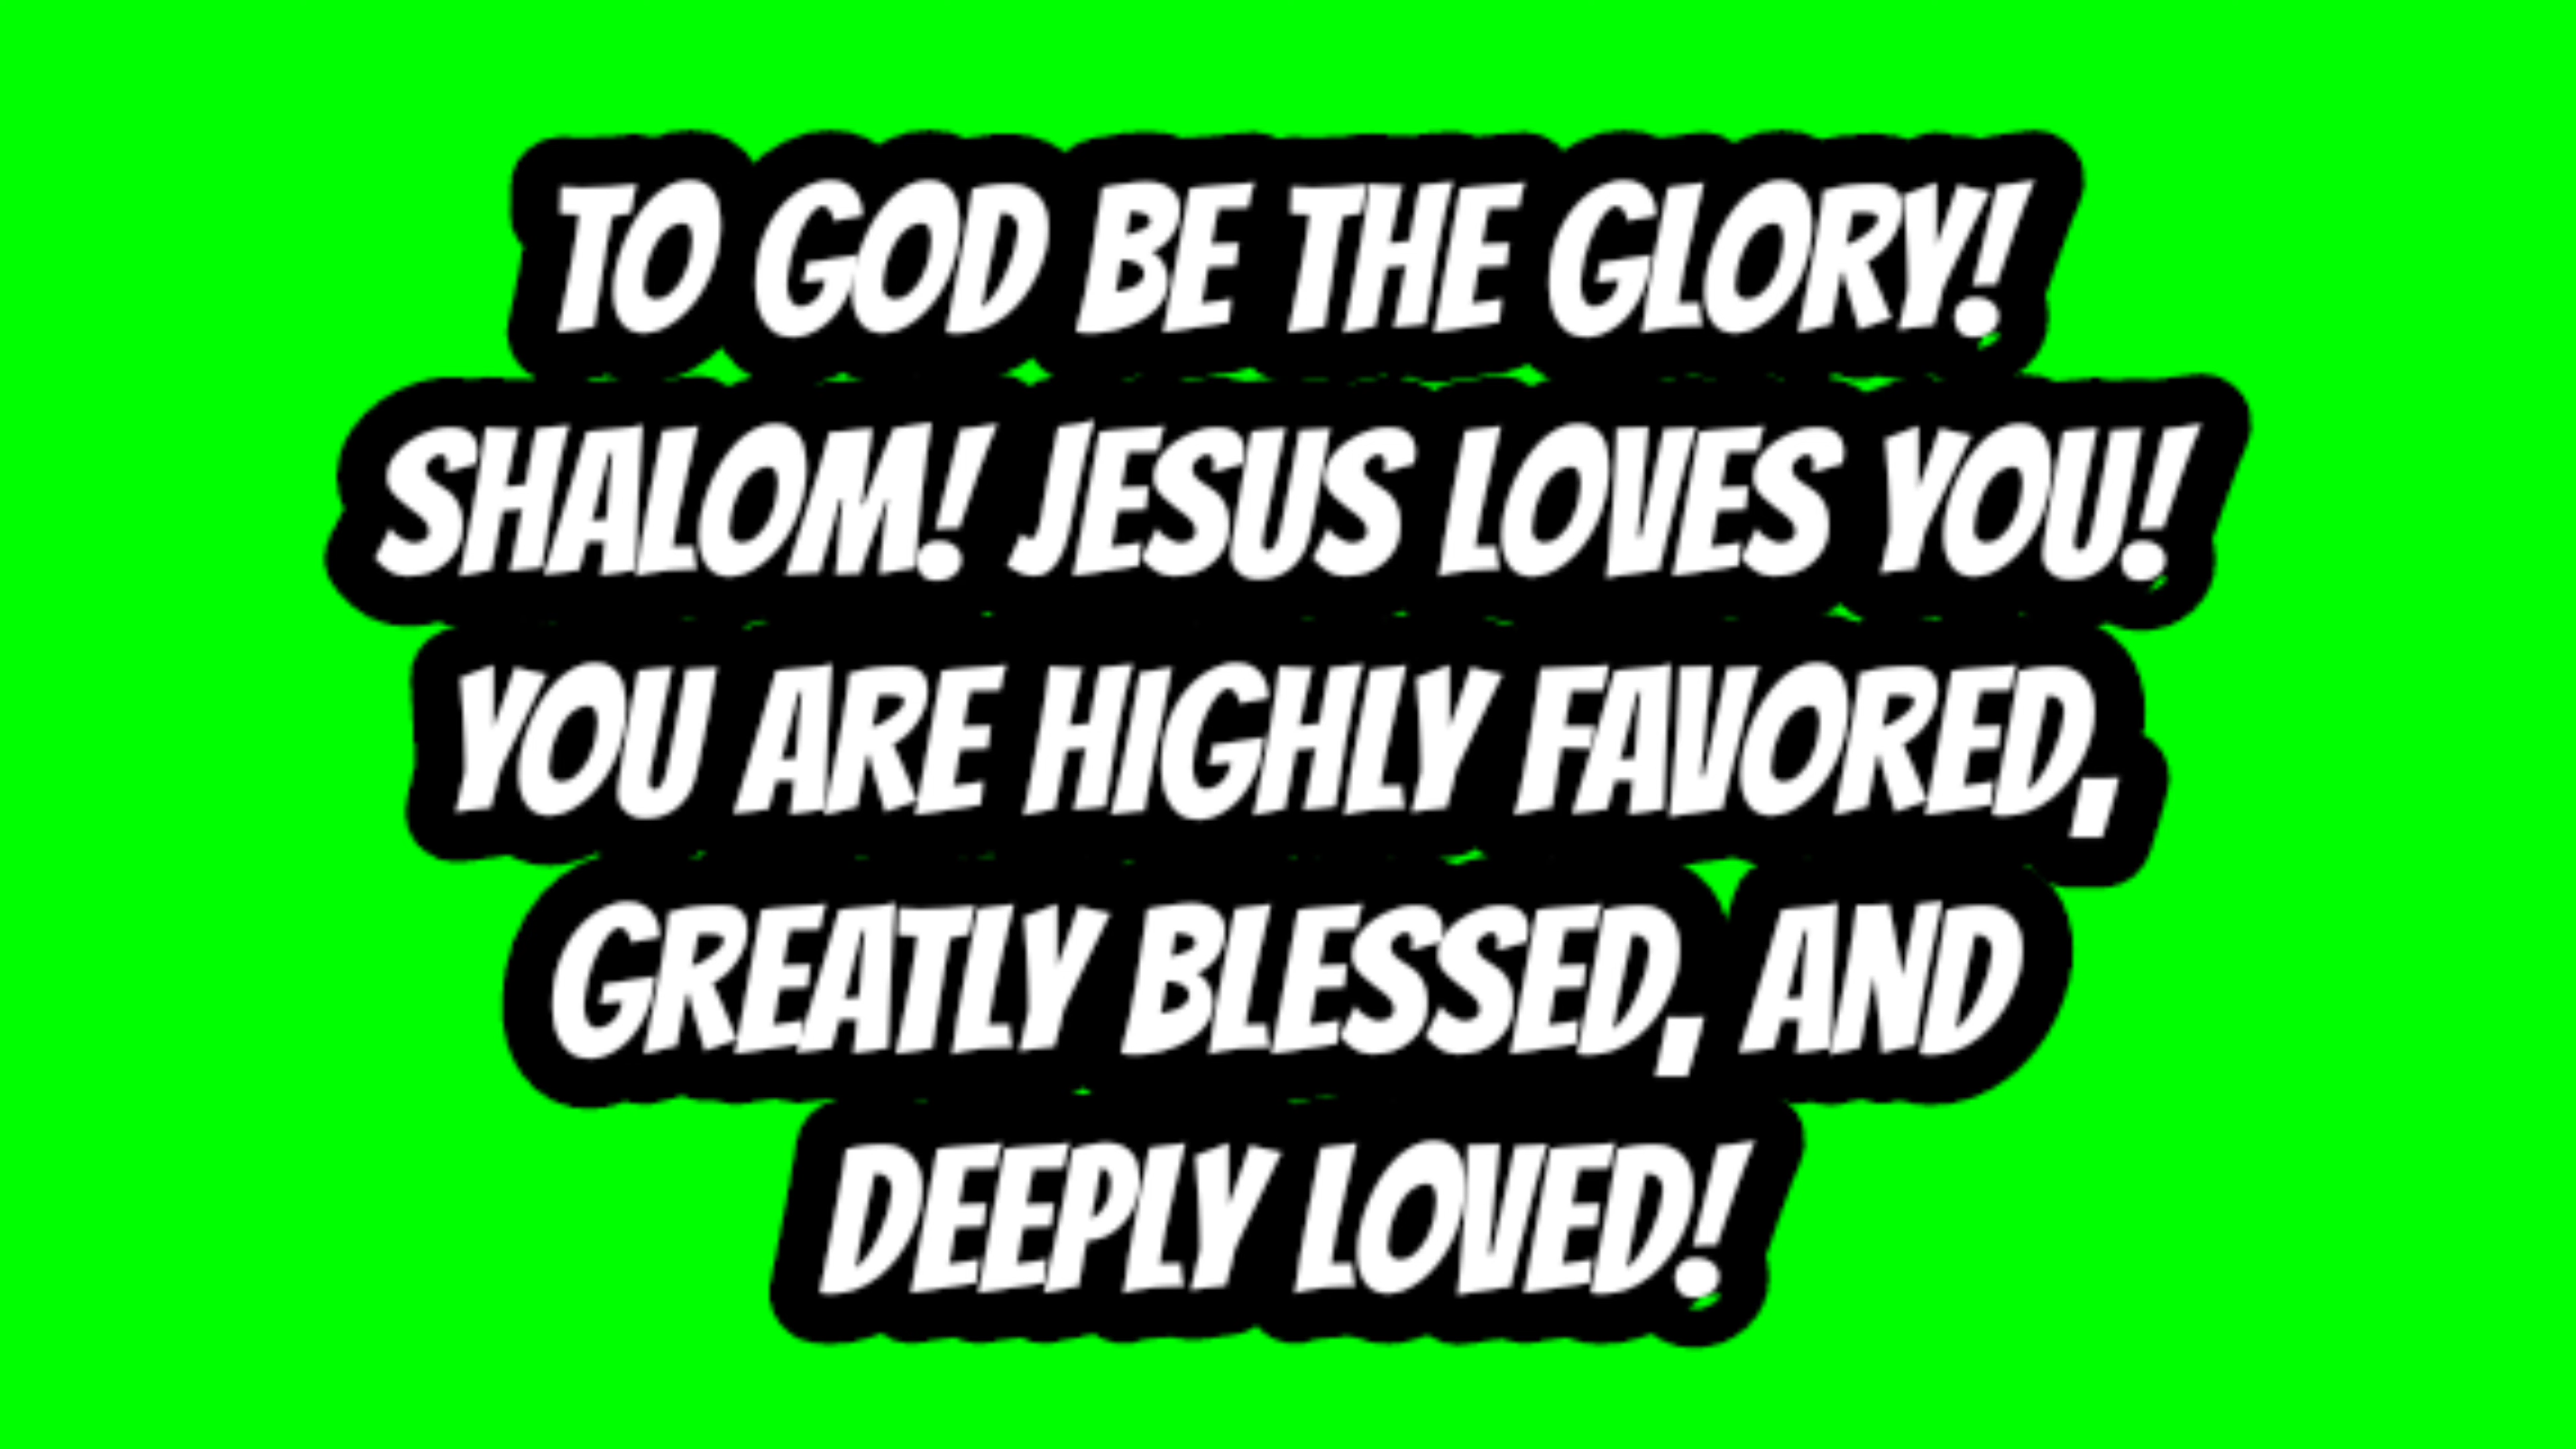 TO GOD BE THE GLORY!
SHALOM! JESUS LOVES YOU!
YOU ARE HIGHLY FAVORED,
GREATLY BLESSED, AND
DEEPLY LOVED!